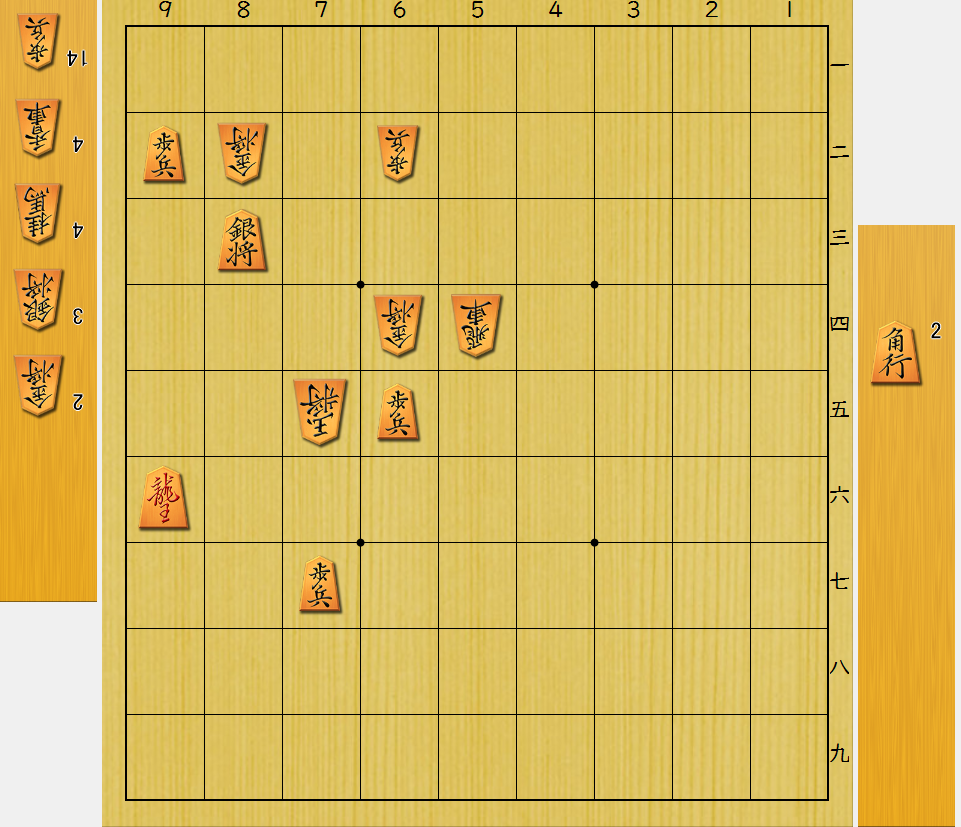 9 8 7 6 5 4 3 2 1
歩兵 14
香車 4
桂馬 4
銀将 3
金将 2
一
二
三
四
五
六
七
八
九
歩兵 金将 歩兵
銀将
金将 飛車
玉将 歩兵
龍王
歩兵
角行 2